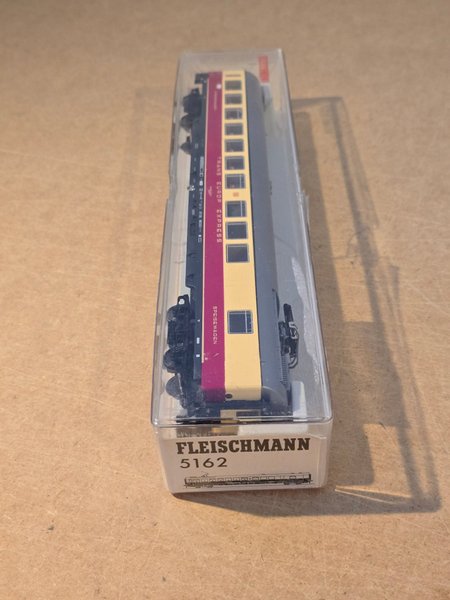 TRANS EUROP EXPRESS
SPEISEWAGEN
FLEISCHMANN
5162